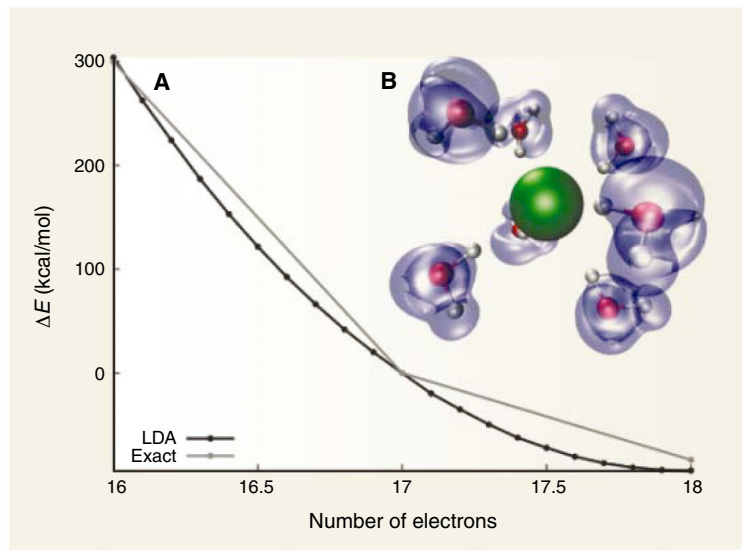 A
B
300
200
100
0
ΔE (kcal/mol)
LDA
Exact
16
16.5
17
17.5
18
Number of electrons